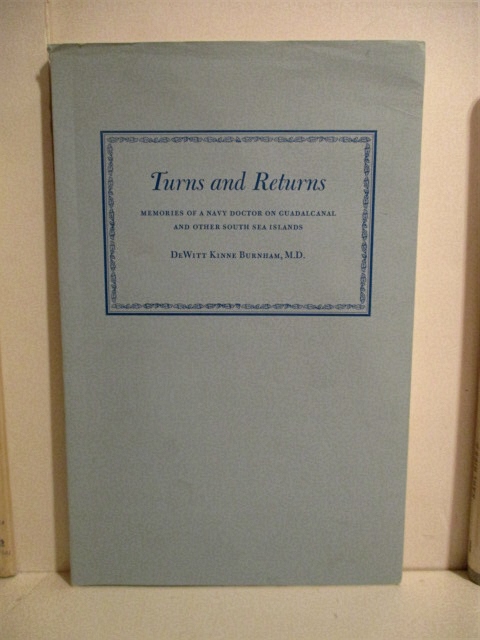 Turns and Returns
MEMORIES OF A NAVY DOCTOR ON GUADALCANAL
AND OTHER SOUTH SEA ISLANDS
DEWITT KINNE BURNHAM, M.D.